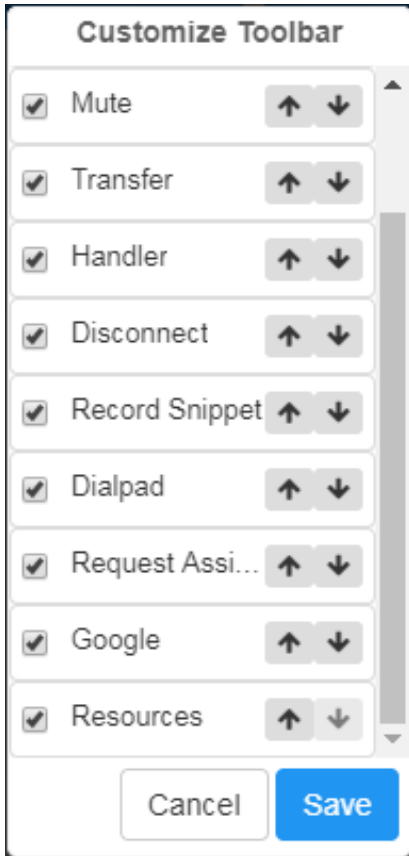 Customize Toolbar
Mute
Transfer
Handler
Disconnect
Record Snippet
Dialpad
Request Assi...
Google
Resources
Cancel Save